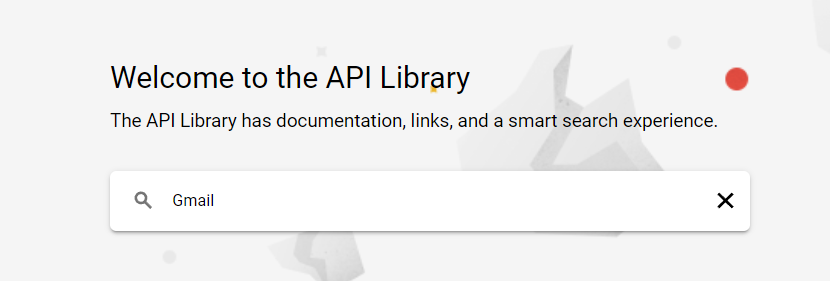 Welcome to the API Library
The API Library has documentation, links, and a smart search experience.
Gmail